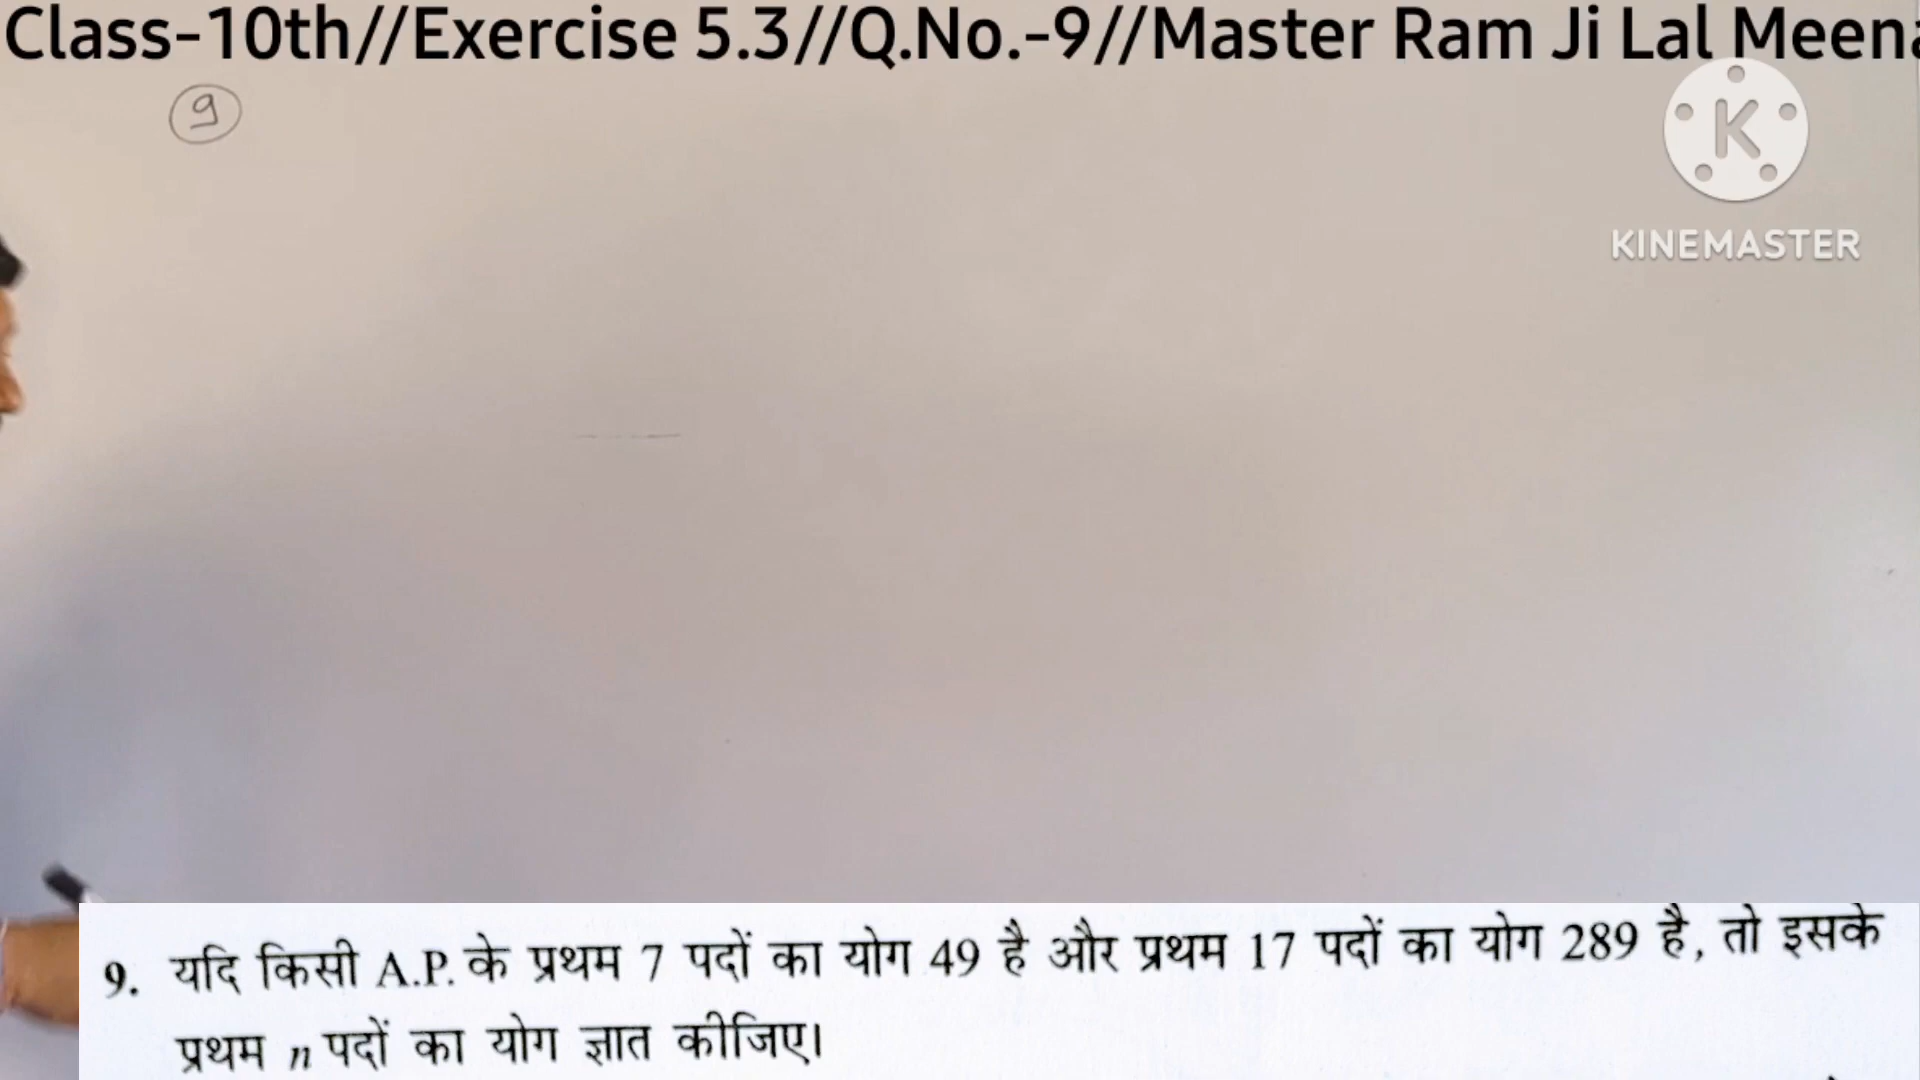 Class-10th//Exercise 5.3//Q.No.-9//Master Ram Ji Lal Meena
9
K
KINEMASTER
9. यदि किसी A.P. के प्रथम 7 पदों का योग 49 है और प्रथम 17 पदों का योग 289 है, तो इसके
प्रथम n पदों का योग ज्ञात कीजिए।